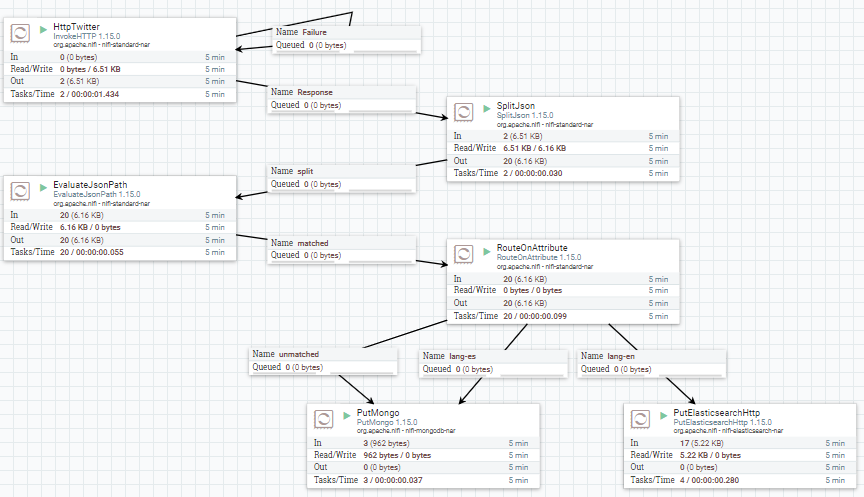 HttpTwitter
InvokeHTTP 1.15.0
org.apache.nifi - nifi-standard-nar
In 0 (0 bytes) 5 min
Read/Write 0 bytes / 6.51 KB 5 min
Out 2 (6.51 KB) 5 min
Tasks/Time 2 / 00:00:01.434 5 min
Name Failure
Queued 0 (0 bytes)
Name Response
Queued 0 (0 bytes)
SplitJson
SplitJson 1.15.0
org.apache.nifi - nifi-standard-nar
In 2 (6.51 KB) 5 min
Read/Write 6.51 KB / 6.16 KB 5 min
Out 20 (6.16 KB) 5 min
Tasks/Time 2 / 00:00:00.030 5 min
Name split
Queued 0 (0 bytes)
EvaluateJsonPath
EvaluateJsonPath 1.15.0
org.apache.nifi - nifi-standard-nar
In 20 (6.16 KB) 5 min
Read/Write 6.16 KB / 0 bytes 5 min
Out 20 (6.16 KB) 5 min
Tasks/Time 20 / 00:00:00.055 5 min
Name matched
Queued 0 (0 bytes)
RouteOnAttribute
RouteOnAttribute 1.15.0
org.apache.nifi - nifi-standard-nar
In 20 (6.16 KB) 5 min
Read/Write 0 bytes / 0 bytes 5 min
Out 20 (6.16 KB) 5 min
Tasks/Time 20 / 00:00:00.099 5 min
Name unmatched
Queued 0 (0 bytes)
Name lang-es
Queued 0 (0 bytes)
Name lang-en
Queued 0 (0 bytes)
PutMongo
PutMongo 1.15.0
org.apache.nifi - nifi-mongodb-nar
In 3 (962 bytes) 5 min
Read/Write 962 bytes / 0 bytes 5 min
Out 0 (0 bytes) 5 min
Tasks/Time 3 / 00:00:00.037 5 min
PutElasticsearchHttp
PutElasticsearchHttp 1.15.0
org.apache.nifi - nifi-elasticsearch-nar
In 17 (5.22 KB) 5 min
Read/Write 5.22 KB / 0 bytes 5 min
Out 0 (0 bytes) 5 min
Tasks/Time 4 / 00:00:00.280 5 min